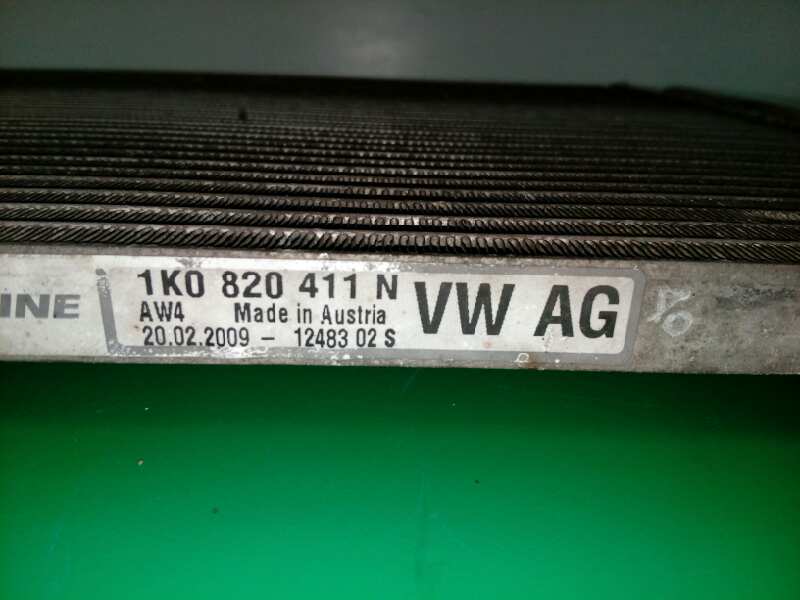 INE
1K0 820 411 N
AW4 Made in Austria
20.02.2009 - 12483 02 S
VW AG